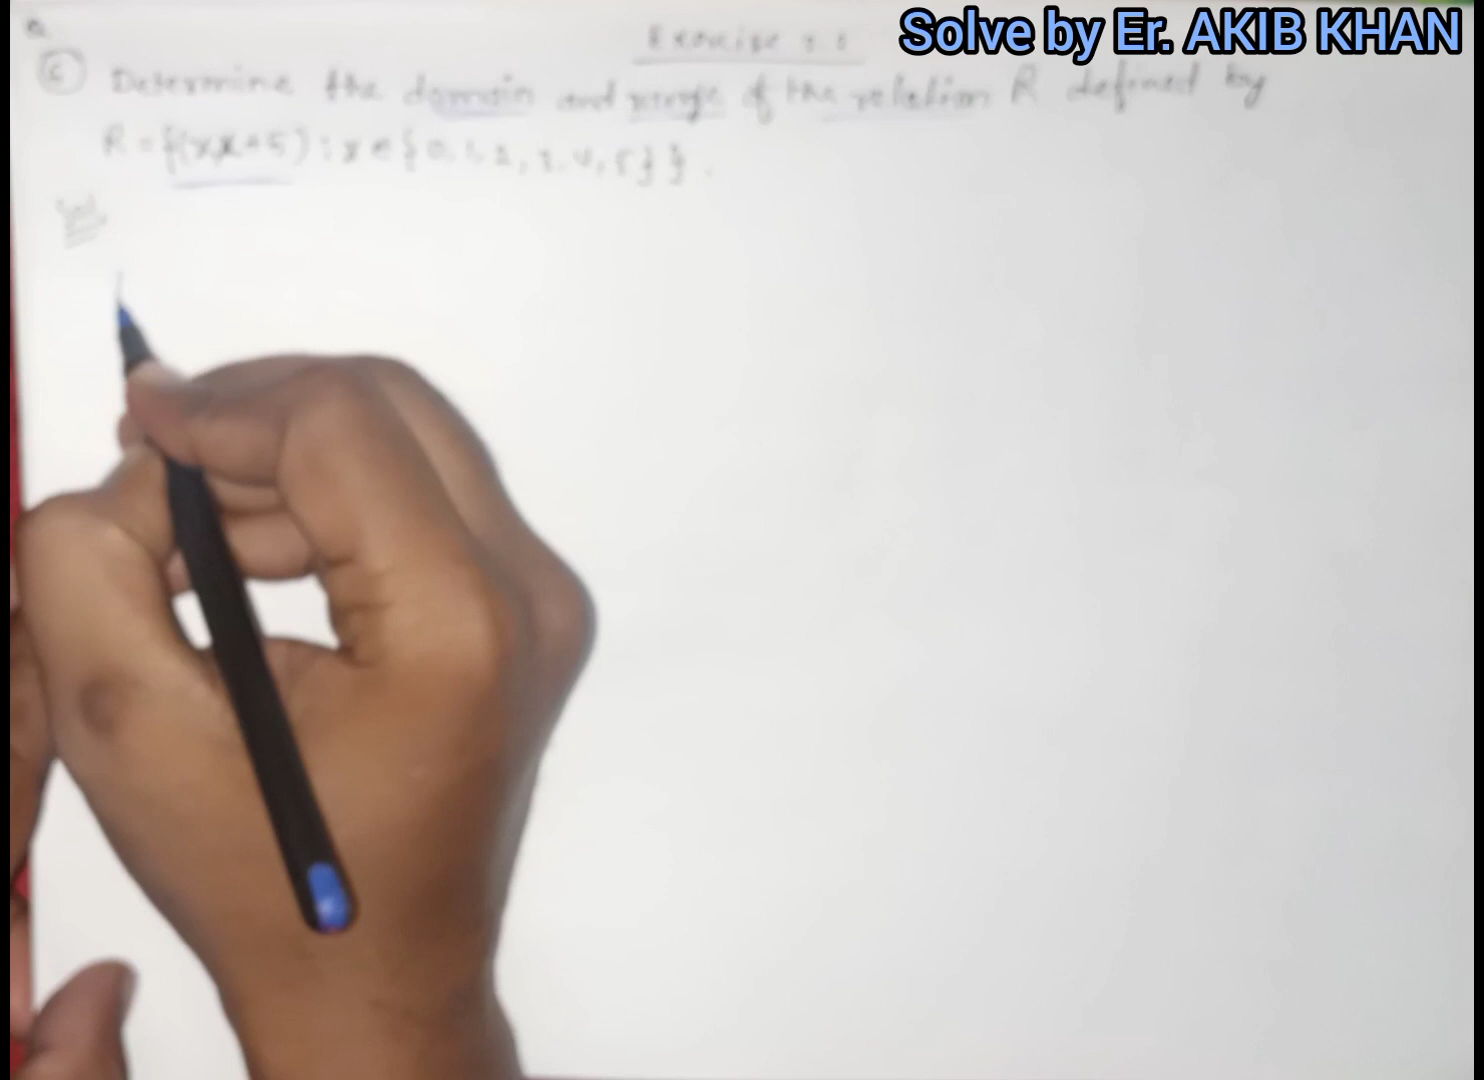 Solve by Er. AKIB KHAN
Q
Exercise
(6) Determine the domain and range of the relation R defined by
R = {(x, x+5) : x ∈ {0, 1, 2, 3, 4, 5}}.
Sol